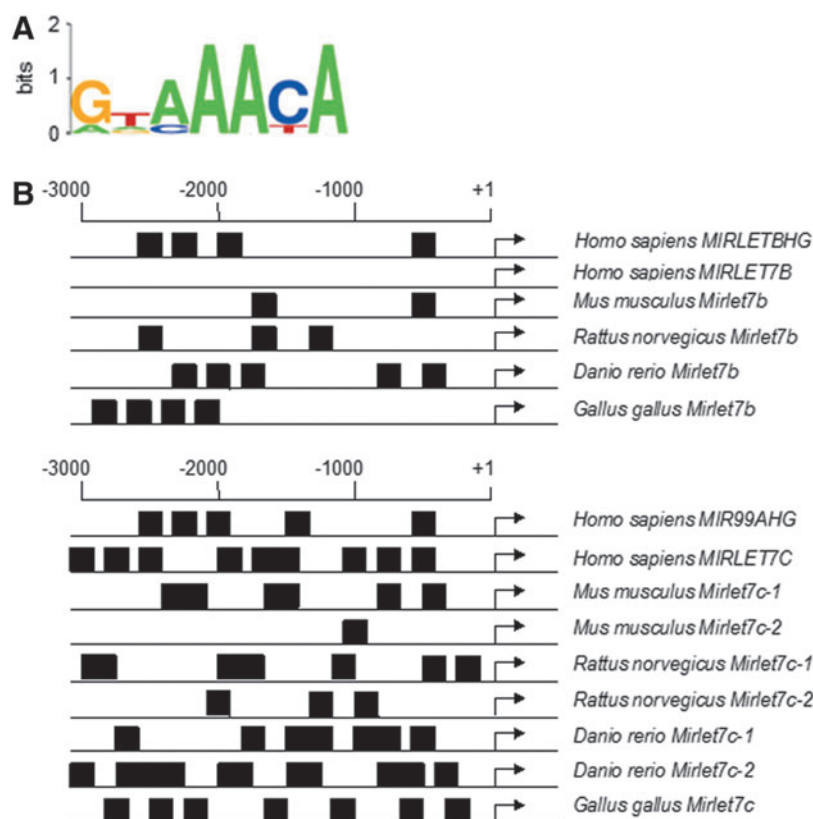 A
2
bits
1
0
GTAAACA
B
-3000 -2000 -1000 +1
Homo sapiens MIRLETBHG
Homo sapiens MIRLET7B
Mus musculus Mirlet7b
Rattus norvegicus Mirlet7b
Danio rerio Mirlet7b
Gallus gallus Mirlet7b
-3000 -2000 -1000 +1
Homo sapiens MIR99AHG
Homo sapiens MIRLET7C
Mus musculus Mirlet7c-1
Mus musculus Mirlet7c-2
Rattus norvegicus Mirlet7c-1
Rattus norvegicus Mirlet7c-2
Danio rerio Mirlet7c-1
Danio rerio Mirlet7c-2
Gallus gallus Mirlet7c